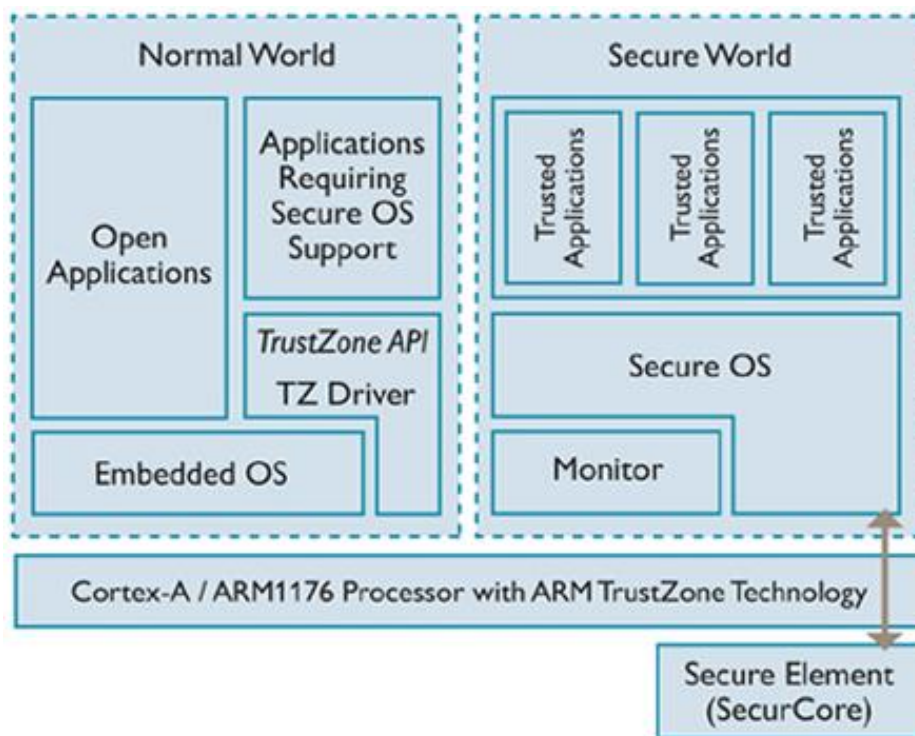 Normal World
Open
Applications
Applications
Requiring
Secure OS
Support
TrustZone API
TZ Driver
Embedded OS
Secure World
Trusted
Applications
Trusted
Applications
Trusted
Applications
Secure OS
Monitor
Cortex-A / ARM1176 Processor with ARM TrustZone Technology
Secure Element
(SecurCore)